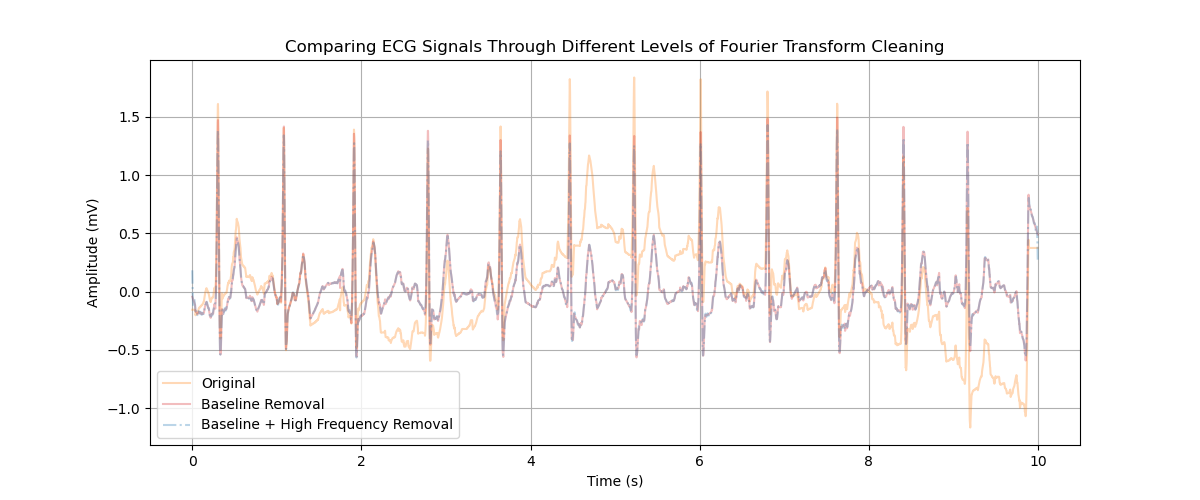 Comparing ECG Signals Through Different Levels of Fourier Transform Cleaning
Amplitude (mV)
1.5
1.0
0.5
0.0
−0.5
−1.0
Original
Baseline Removal
Baseline + High Frequency Removal
0 2 4 6 8 10
Time (s)